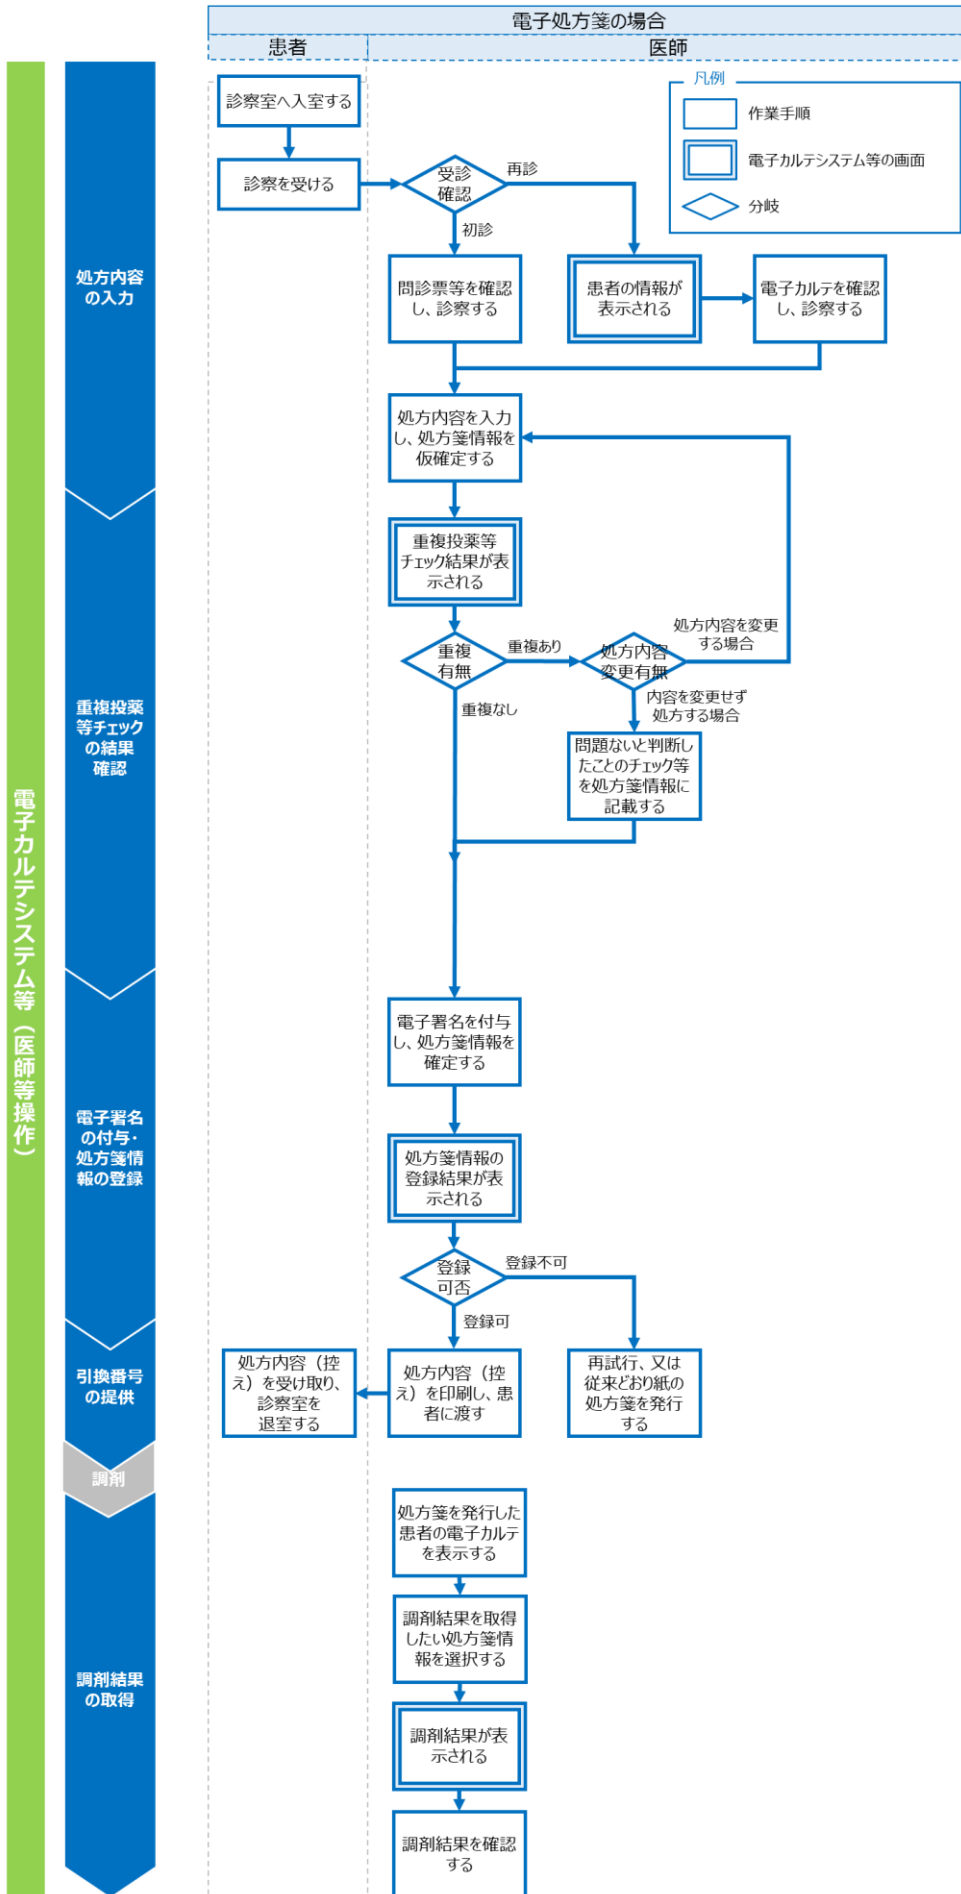 電子処方箋の場合
患者
医師
凡例
作業手順
電子カルテシステム等の画面
分岐
電子カルテシステム等（医師等操作）
処方内容
の入力
診察室へ入室する
診察を受ける
受診
確認
再診
初診
問診票等を確認
し、診察する
患者の情報が
表示される
電子カルテを確認
し、診察する
処方内容を入力
し、処方箋情報を
仮確定する
重複投薬
等チェック
の結果
確認
重複投薬等
チェック結果が表
示される
重複
有無
重複あり
重複なし
処方内容
変更有無
処方内容を変更
する場合
内容を変更せず
処方する場合
問題ないと判断し
たことのチェック等
を処方箋情報に
記載する
電子署名
の付与・
処方箋情
報の登録
電子署名を付与
し、処方箋情報を
確定する
処方箋情報の
登録結果が表
示される
登録
可否
登録不可
登録可
引換番号
の提供
処方内容（控
え）を受け取り、
診察室を
退室する
処方内容（控
え）を印刷し、患
者に渡す
再試行、又は
従来どおり紙の
処方箋を発行
する
調剤
調剤結果
の取得
処方箋を発行した
患者の電子カルテ
を表示する
調剤結果を取得
したい処方箋情
報を選択する
調剤結果が表
示される
調剤結果を確認
する